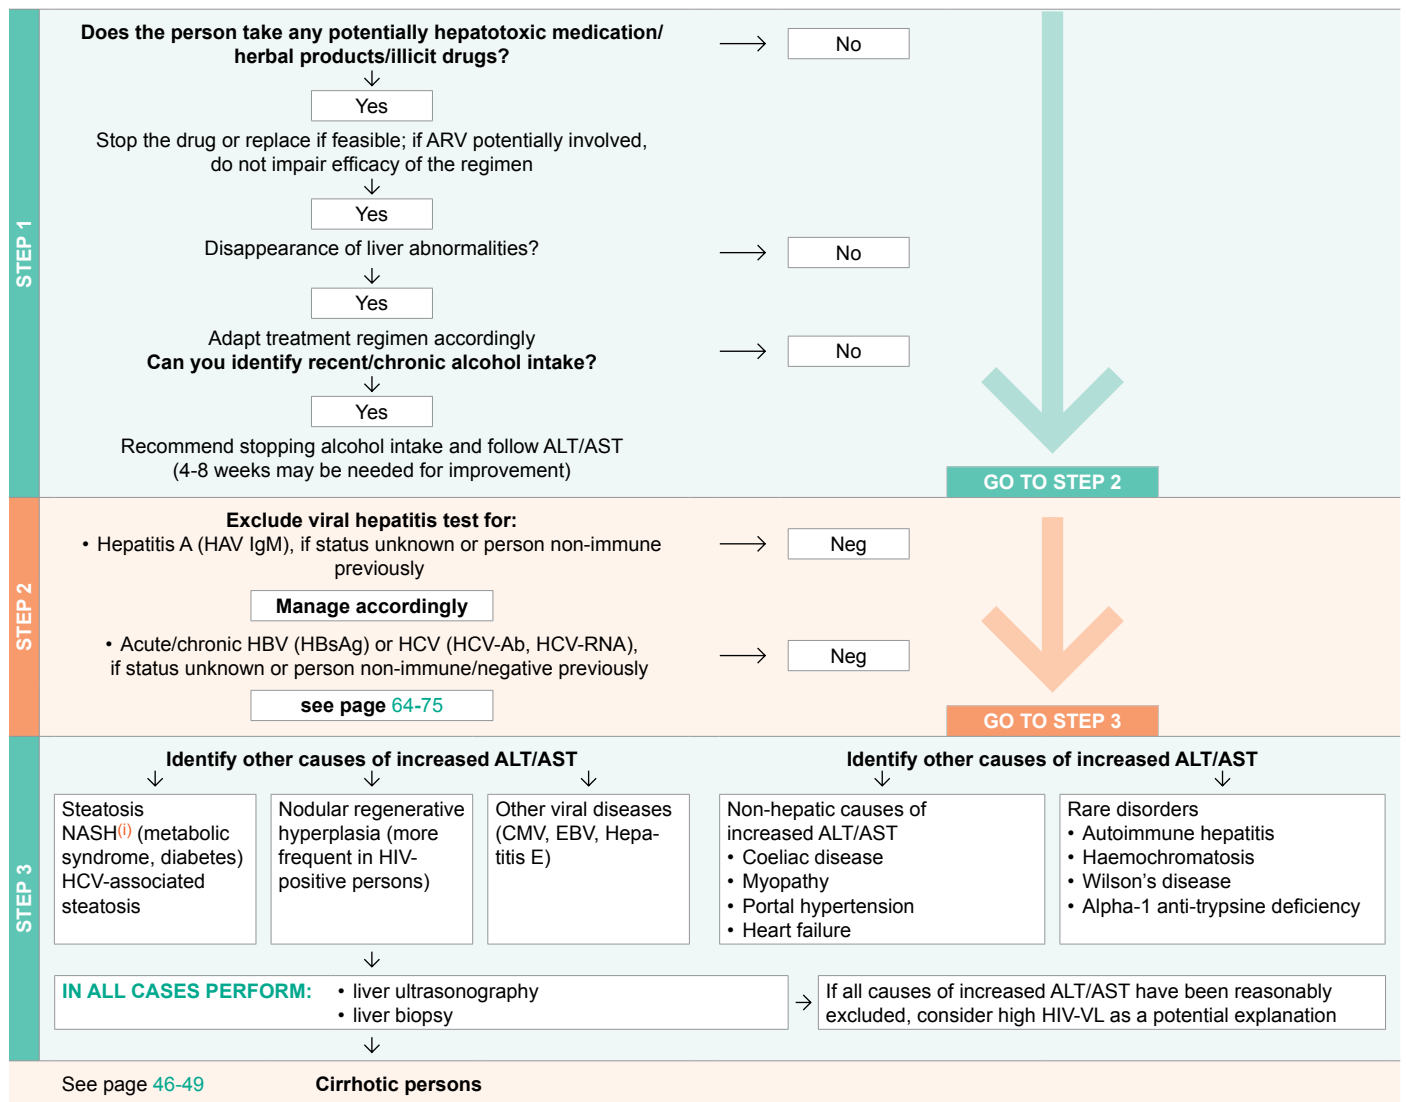 STEP 1
Does the person take any potentially hepatotoxic medication/
herbal products/illicit drugs?
No
Yes
Stop the drug or replace if feasible; if ARV potentially involved,
do not impair efficacy of the regimen
Yes
Disappearance of liver abnormalities?
No
Yes
Adapt treatment regimen accordingly
Can you identify recent/chronic alcohol intake?
No
Yes
Recommend stopping alcohol intake and follow ALT/AST
(4-8 weeks may be needed for improvement)
GO TO STEP 2
STEP 2
Exclude viral hepatitis test for:
• Hepatitis A (HAV IgM), if status unknown or person non-immune
previously
Neg
Manage accordingly
• Acute/chronic HBV (HBsAg) or HCV (HCV-Ab, HCV-RNA),
if status unknown or person non-immune/negative previously
Neg
see page 64-75
GO TO STEP 3
STEP 3
Identify other causes of increased ALT/AST
Steatosis
NASH(i) (metabolic
syndrome, diabetes)
HCV-associated
steatosis
Nodular regenerative
hyperplasia (more
frequent in HIV-
positive persons)
Other viral diseases
(CMV, EBV, Hepa-
titis E)
Identify other causes of increased ALT/AST
Non-hepatic causes of
increased ALT/AST
• Coeliac disease
• Myopathy
• Portal hypertension
• Heart failure
Rare disorders
• Autoimmune hepatitis
• Haemochromatosis
• Wilson's disease
• Alpha-1 anti-trypsine deficiency
IN ALL CASES PERFORM:
• liver ultrasonography
• liver biopsy
If all causes of increased ALT/AST have been reasonably
excluded, consider high HIV-VL as a potential explanation
See page 46-49
Cirrhotic persons